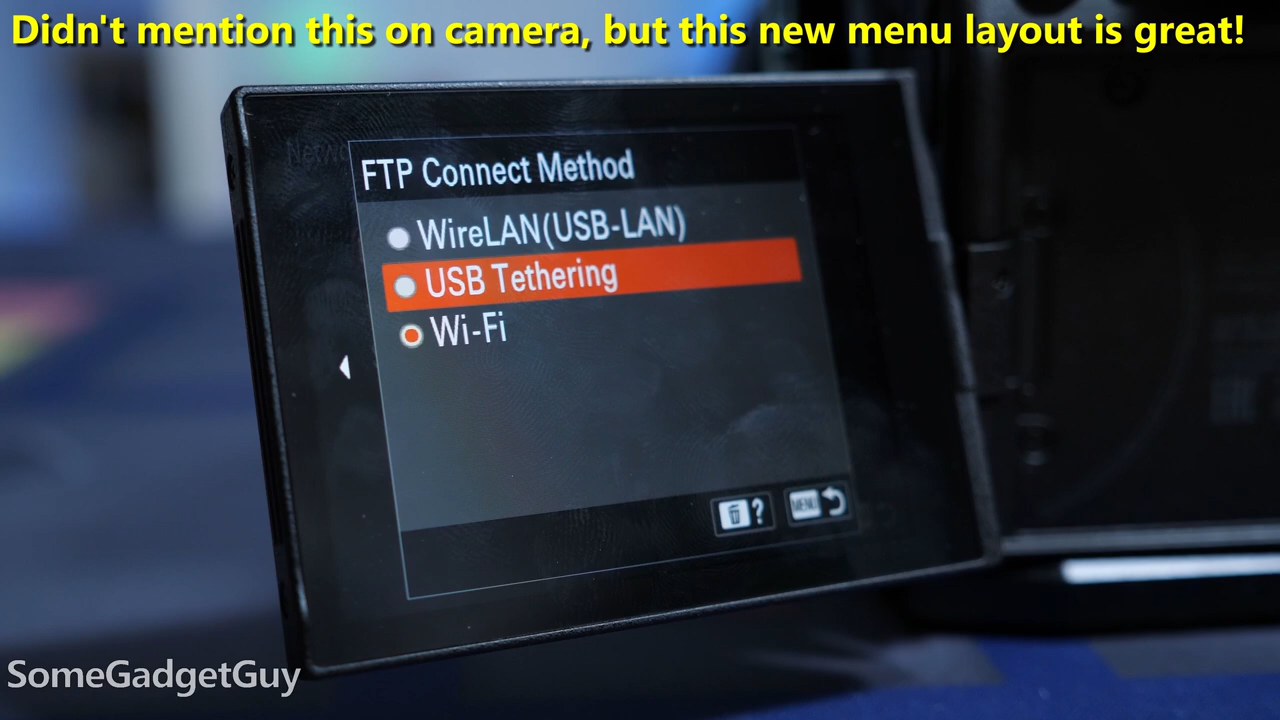 Didn't mention this on camera, but this new menu layout is great!
FTP Connect Method
WireLAN(USB-LAN)
USB Tethering
Wi-Fi
?
MENU
SomeGadgetGuy